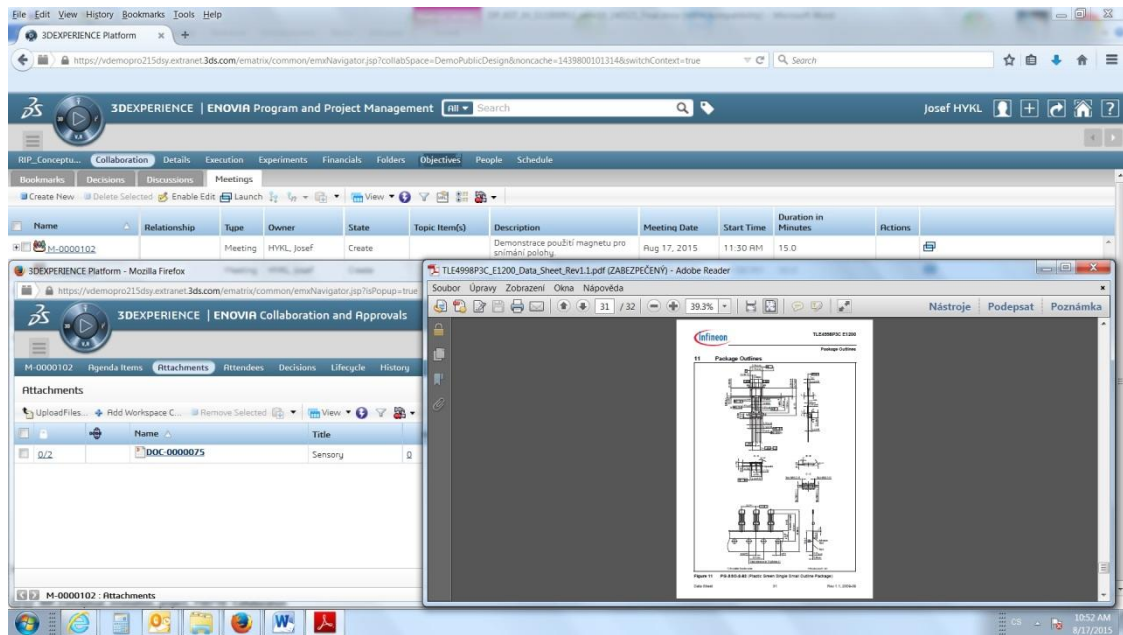 File Edit View History Bookmarks Tools Help
3DEXPERIENCE Platform × +
https://vdemopro215dsy.extranet.3ds.com/ematrix/common/emxNavigator.jsp?collabSpace=DemoPublicDesign&noncache=1439800101314&switchContext=true Search
3DEXPERIENCE | ENOVIA Program and Project Management All Search Josef HYKL
RIP_Conceptu... Collaboration Details Execution Experiments Financials Folders Objectives People Schedule
Bookmarks Decisions Discussions Meetings
Create New Delete Selected Enable Edit Launch View
Name Relationship Type Owner State Topic Item(s) Description Meeting Date Start Time Duration in Minutes Actions
M-0000102 Meeting HYKL, Josef Create Demonstrace použití magnetu pro snímání polohy. Aug 17, 2015 11:30 AM 15.0
3DEXPERIENCE Platform - Mozilla Firefox
https://vdemopro215dsy.extranet.3ds.com/ematrix/common/emxNavigator.jsp?isPopup=true
3DEXPERIENCE | ENOVIA Collaboration and Approvals
M-0000102 Agenda Items Attachments Attendees Decisions Lifecycle History
Attachments
Upload Files... Add Workspace C... Remove Selected View
Name Title
0/2 DOC-0000075 Sensory 0
M-0000102 : Attachments
TLE4998P3C_E1200_Data_Sheet_Rev1.1.pdf (ZABEZPEČENÝ) - Adobe Reader
Soubor Úpravy Zobrazení Okna Nápověda
31 / 32 39.3% Nástroje Podepsat Poznámka
infineon TLE4998P3C E1200
Package Outlines
11 Package Outlines
Data Sheet 31
CS 10:52 AM
8/17/2015